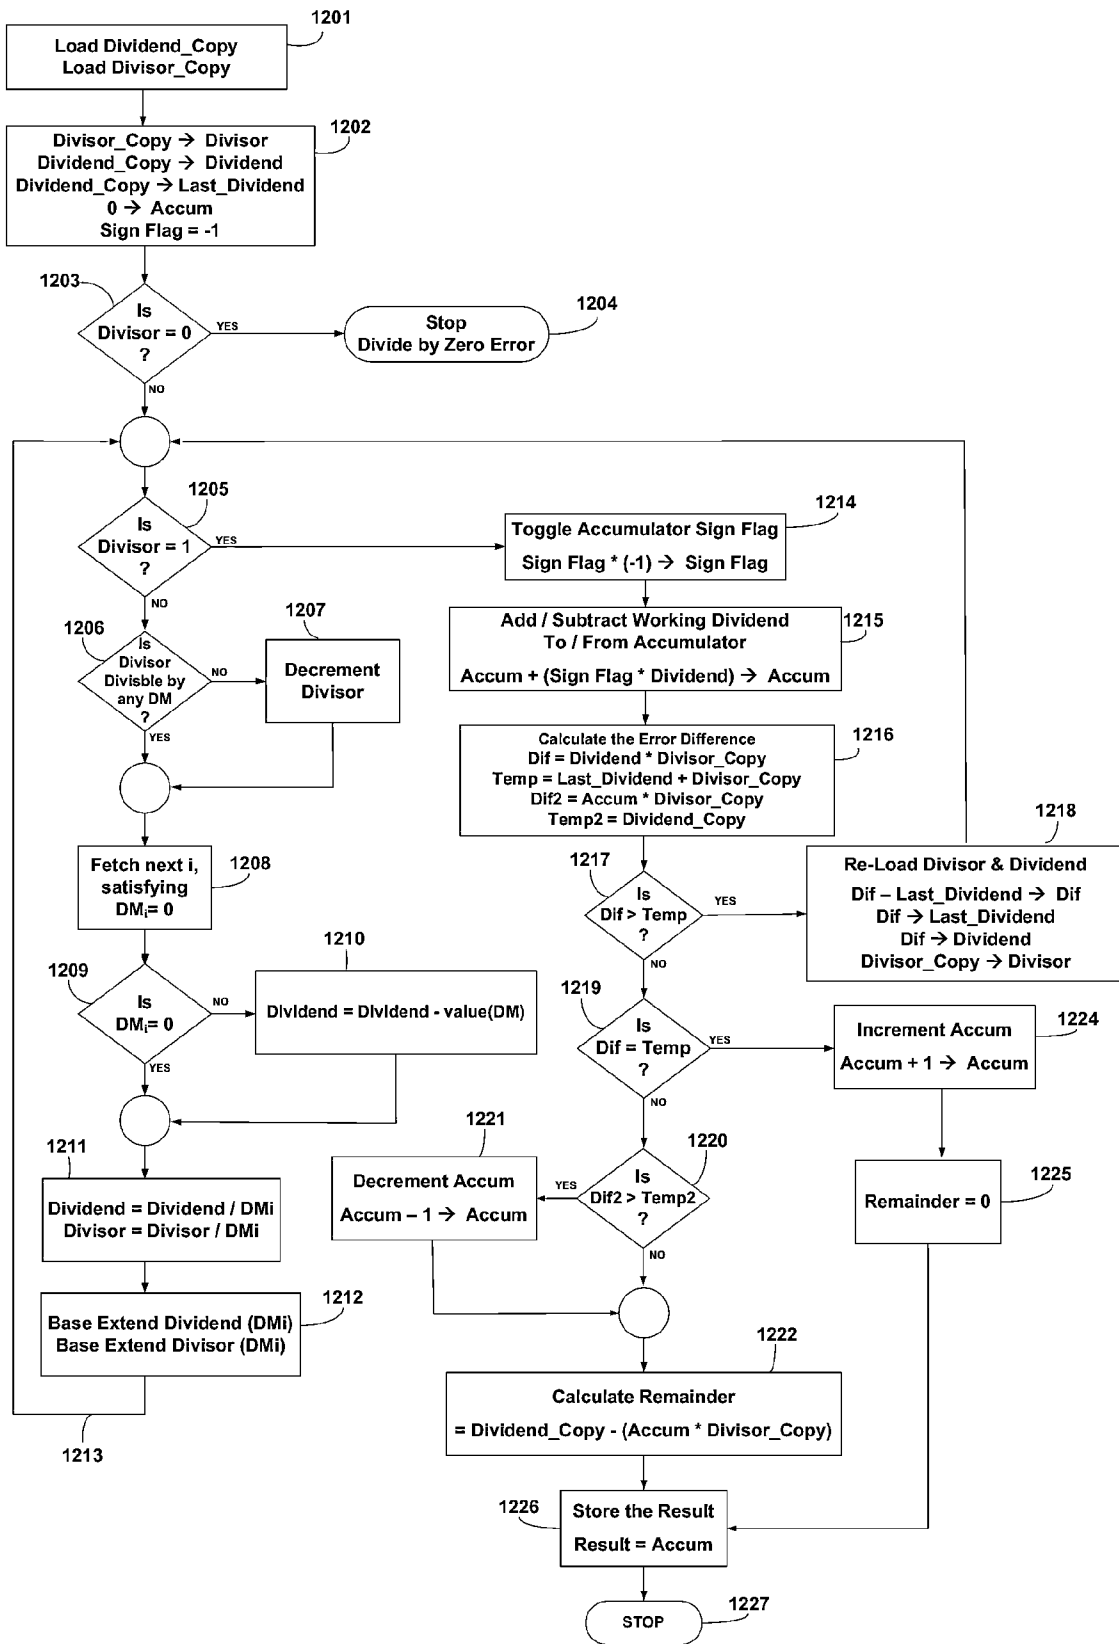 1201
Load Dividend_Copy
Load Divisor_Copy
1202
Divisor_Copy → Divisor
Dividend_Copy → Dividend
Dividend_Copy → Last_Dividend
0 → Accum
Sign Flag = -1
1203
Is
Divisor = 0
?
YES
NO
1204
Stop
Divide by Zero Error
1205
Is
Divisor = 1
?
YES
NO
1206
Is
Divisor
Divisble by
any DM
?
NO
YES
1207
Decrement
Divisor
1208
Fetch next i,
satisfying
DMi= 0
1209
Is
DMi= 0
?
NO
YES
1210
Dividend = Dividend - value(DM)
1211
Dividend = Dividend / DMi
Divisor = Divisor / DMi
1212
Base Extend Dividend (DMi)
Base Extend Divisor (DMi)
1213
1214
Toggle Accumulator Sign Flag
Sign Flag * (-1) → Sign Flag
1215
Add / Subtract Working Dividend
To / From Accumulator
Accum + (Sign Flag * Dividend) → Accum
1216
Calculate the Error Difference
Dif = Dividend * Divisor_Copy
Temp = Last_Dividend + Divisor_Copy
Dif2 = Accum * Divisor_Copy
Temp2 = Dividend_Copy
1217
Is
Dif > Temp
?
YES
NO
1218
Re-Load Divisor & Dividend
Dif – Last_Dividend → Dif
Dif → Last_Dividend
Dif → Dividend
Divisor_Copy → Divisor
1219
Is
Dif = Temp
?
YES
NO
1224
Increment Accum
Accum + 1 → Accum
1220
Is
Dif2 > Temp2
?
YES
NO
1221
Decrement Accum
Accum – 1 → Accum
1225
Remainder = 0
1222
Calculate Remainder
= Dividend_Copy - (Accum * Divisor_Copy)
1226
Store the Result
Result = Accum
STOP
1227